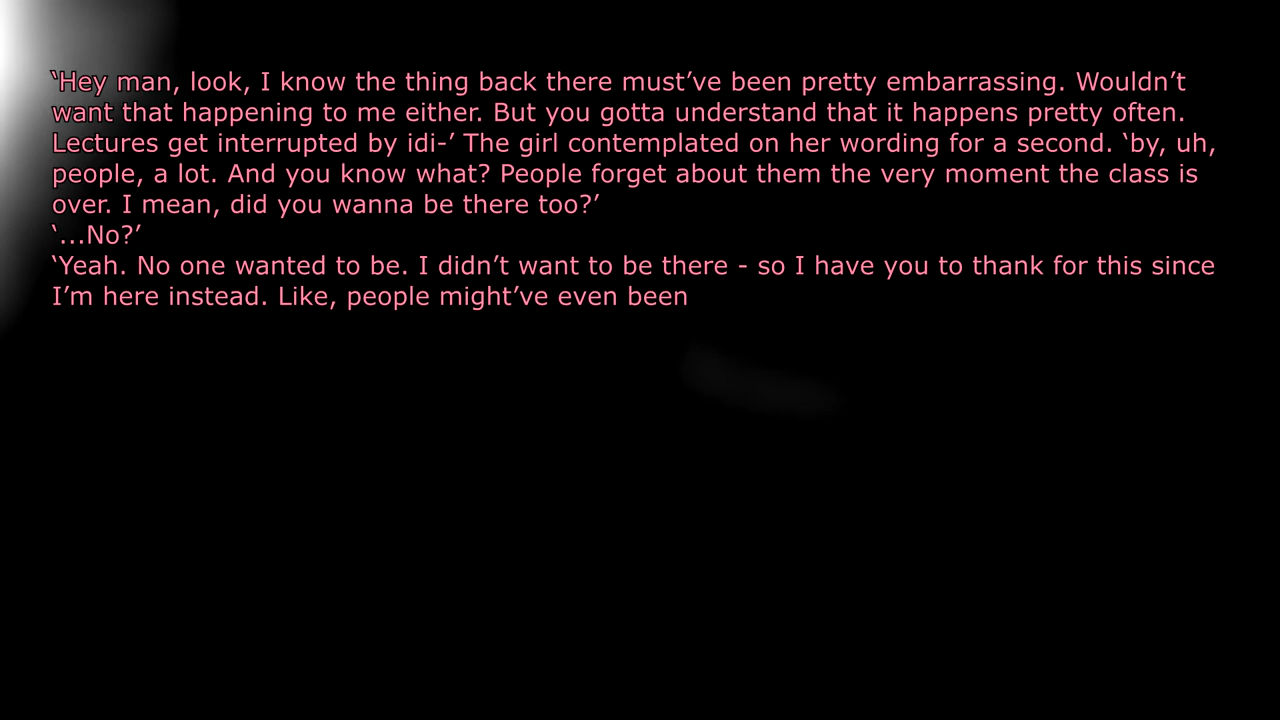 ‘Hey man, look, I know the thing back there must’ve been pretty embarrassing. Wouldn’t
want that happening to me either. But you gotta understand that it happens pretty often.
Lectures get interrupted by idi-’ The girl contemplated on her wording for a second. ‘by, uh,
people, a lot. And you know what? People forget about them the very moment the class is
over. I mean, did you wanna be there too?’
‘...No?’
‘Yeah. No one wanted to be. I didn’t want to be there - so I have you to thank for this since
I’m here instead. Like, people might’ve even been